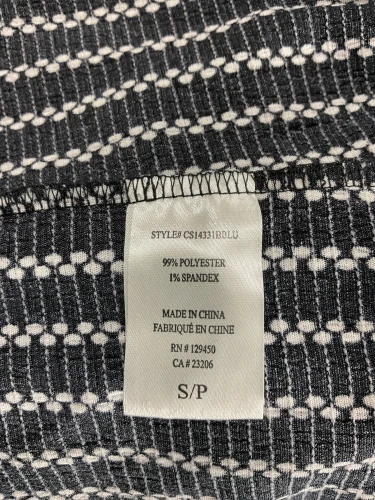 STYLE# CS14331BDLU
99% POLYESTER
1% SPANDEX
MADE IN CHINA
FABRIQUÉ EN CHINE
RN # 129450
CA # 23206
S/P